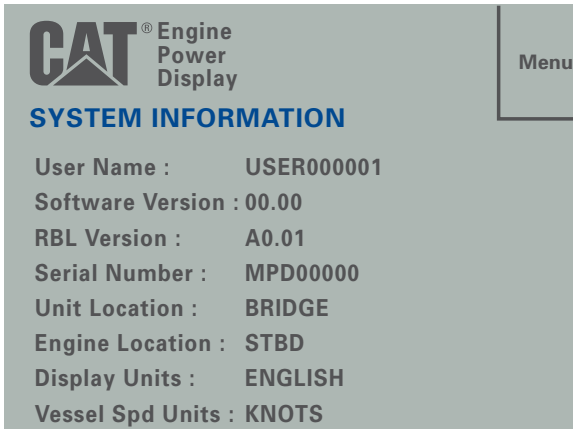 CAT® Engine
Power
Display
Menu
SYSTEM INFORMATION
User Name : USER000001
Software Version : 00.00
RBL Version : A0.01
Serial Number : MPD00000
Unit Location : BRIDGE
Engine Location : STBD
Display Units : ENGLISH
Vessel Spd Units : KNOTS